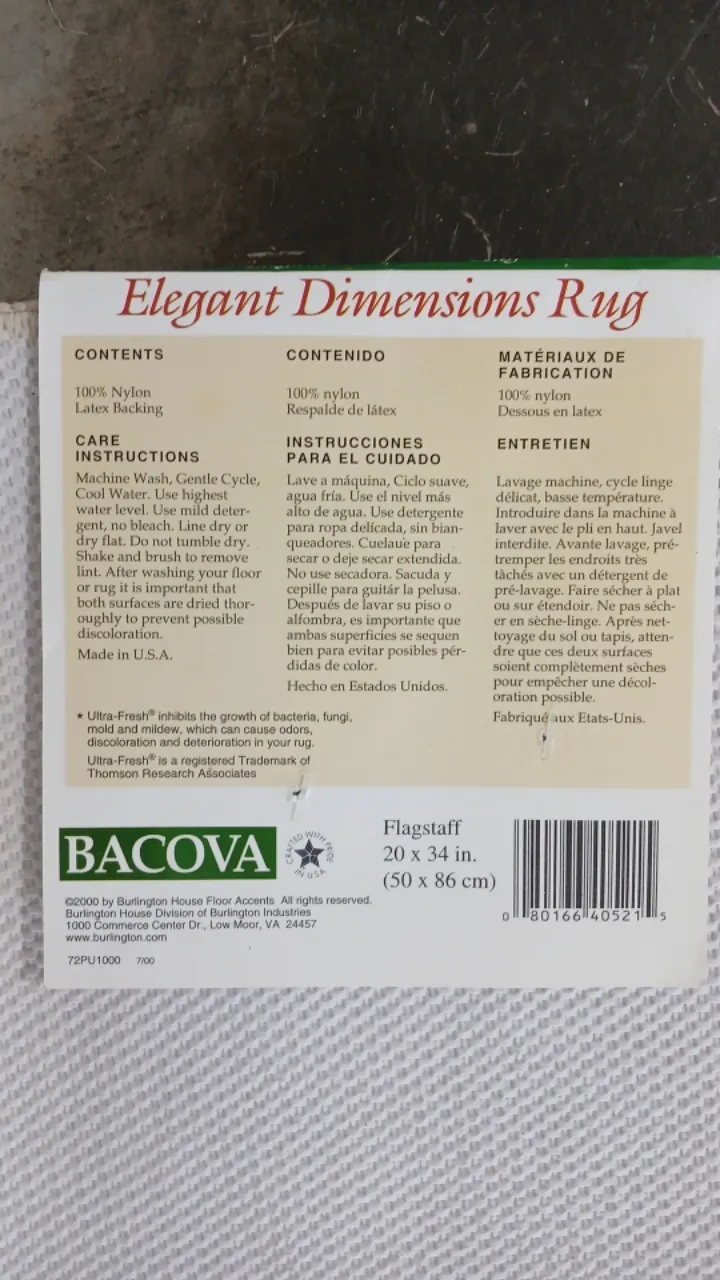 Elegant Dimensions Rug
CONTENTS
100% Nylon
Latex Backing
CARE
INSTRUCTIONS
Machine Wash, Gentle Cycle,
Cool Water. Use highest
water level. Use mild deter-
gent, no bleach. Line dry or
dry flat. Do not tumble dry.
Shake and brush to remove
lint. After washing your floor
or rug it is important that
both surfaces are dried thor-
oughly to prevent possible
discoloration.
Made in U.S.A.
CONTENIDO
100% nylon
Respalde de látex
INSTRUCCIONES
PARA EL CUIDADO
Lave a máquina, Ciclo suave,
agua fría. Use el nivel más
alto de agua. Use detergente
para ropa delicada, sin blan-
queadores. Cuelaue para
secar o deje secar extendida.
No use secadora. Sacuda y
cepille para guitár la pelusa.
Después de lavar su piso o
alfombra, es importante que
ambas superficies se sequen
bien para evitar posibles pér-
didas de color.
Hecho en Estados Unidos.
MATÉRIAUX DE
FABRICATION
100% nylon
Dessous en latex
ENTRETIEN
Lavage machine, cycle linge
délicat, basse température.
Introduire dans la machine à
laver avec le pli en haut. Javel
interdite. Avante lavage, pré-
tremper les endroits très
tâchés avec un détergent de
pré-lavage. Faire sécher à plat
ou sur étendoir. Ne pas séch-
er en sèche-linge. Après net-
toyage du sol ou tapis, atten-
dre que ces deux surfaces
soient complètement sèches
pour empêcher une décol-
oration possible.
Fabriqué aux Etats-Unis.
★ Ultra-Fresh® inhibits the growth of bacteria, fungi,
mold and mildew, which can cause odors,
discoloration and deterioration in your rug.
Ultra-Fresh® is a registered Trademark of
Thomson Research Associates
BACOVA
CRAFTED WITH PRIDE
IN U.S.A.
Flagstaff
20 x 34 in.
(50 x 86 cm)
0 80166 40521 5
©2000 by Burlington House Floor Accents All rights reserved.
Burlington House Division of Burlington Industries
1000 Commerce Center Dr., Low Moor, VA 24457
www.burlington.com
72PU1000 7/00